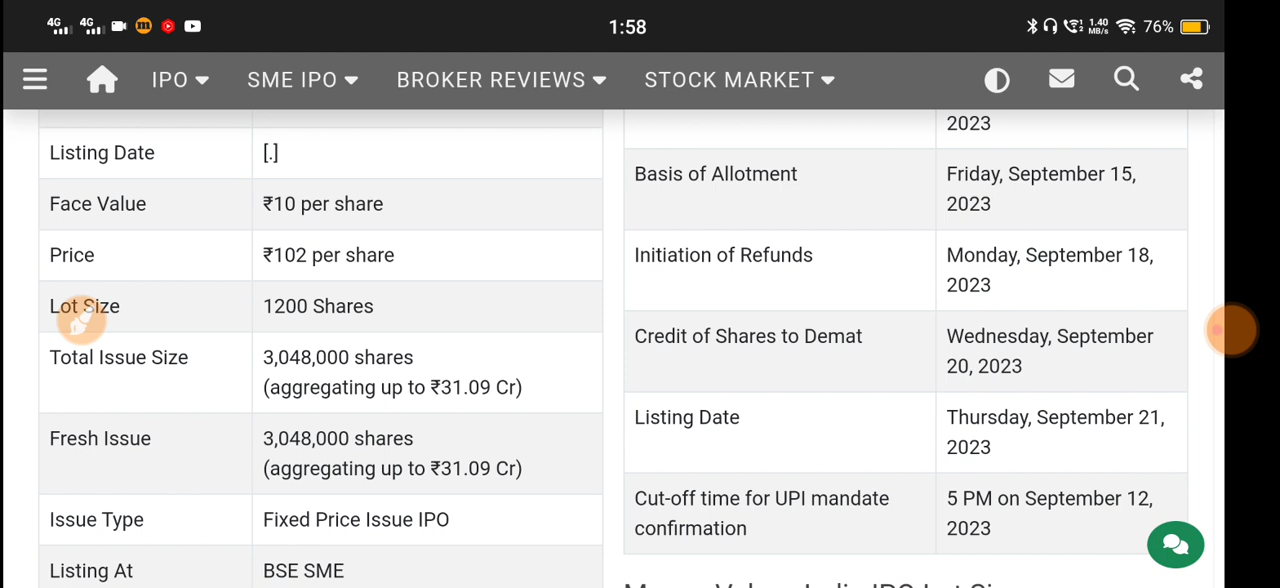 4G 4G 1:58 1.40 MB/s 76%
IPO SME IPO BROKER REVIEWS STOCK MARKET
Listing Date [.]
Face Value ₹10 per share
Price ₹102 per share
Lot Size 1200 Shares
Total Issue Size 3,048,000 shares
(aggregating up to ₹31.09 Cr)
Fresh Issue 3,048,000 shares
(aggregating up to ₹31.09 Cr)
Issue Type Fixed Price Issue IPO
Listing At BSE SME
2023
Basis of Allotment Friday, September 15,
2023
Initiation of Refunds Monday, September 18,
2023
Credit of Shares to Demat Wednesday, September
20, 2023
Listing Date Thursday, September 21,
2023
Cut-off time for UPI mandate 5 PM on September 12,
confirmation 2023